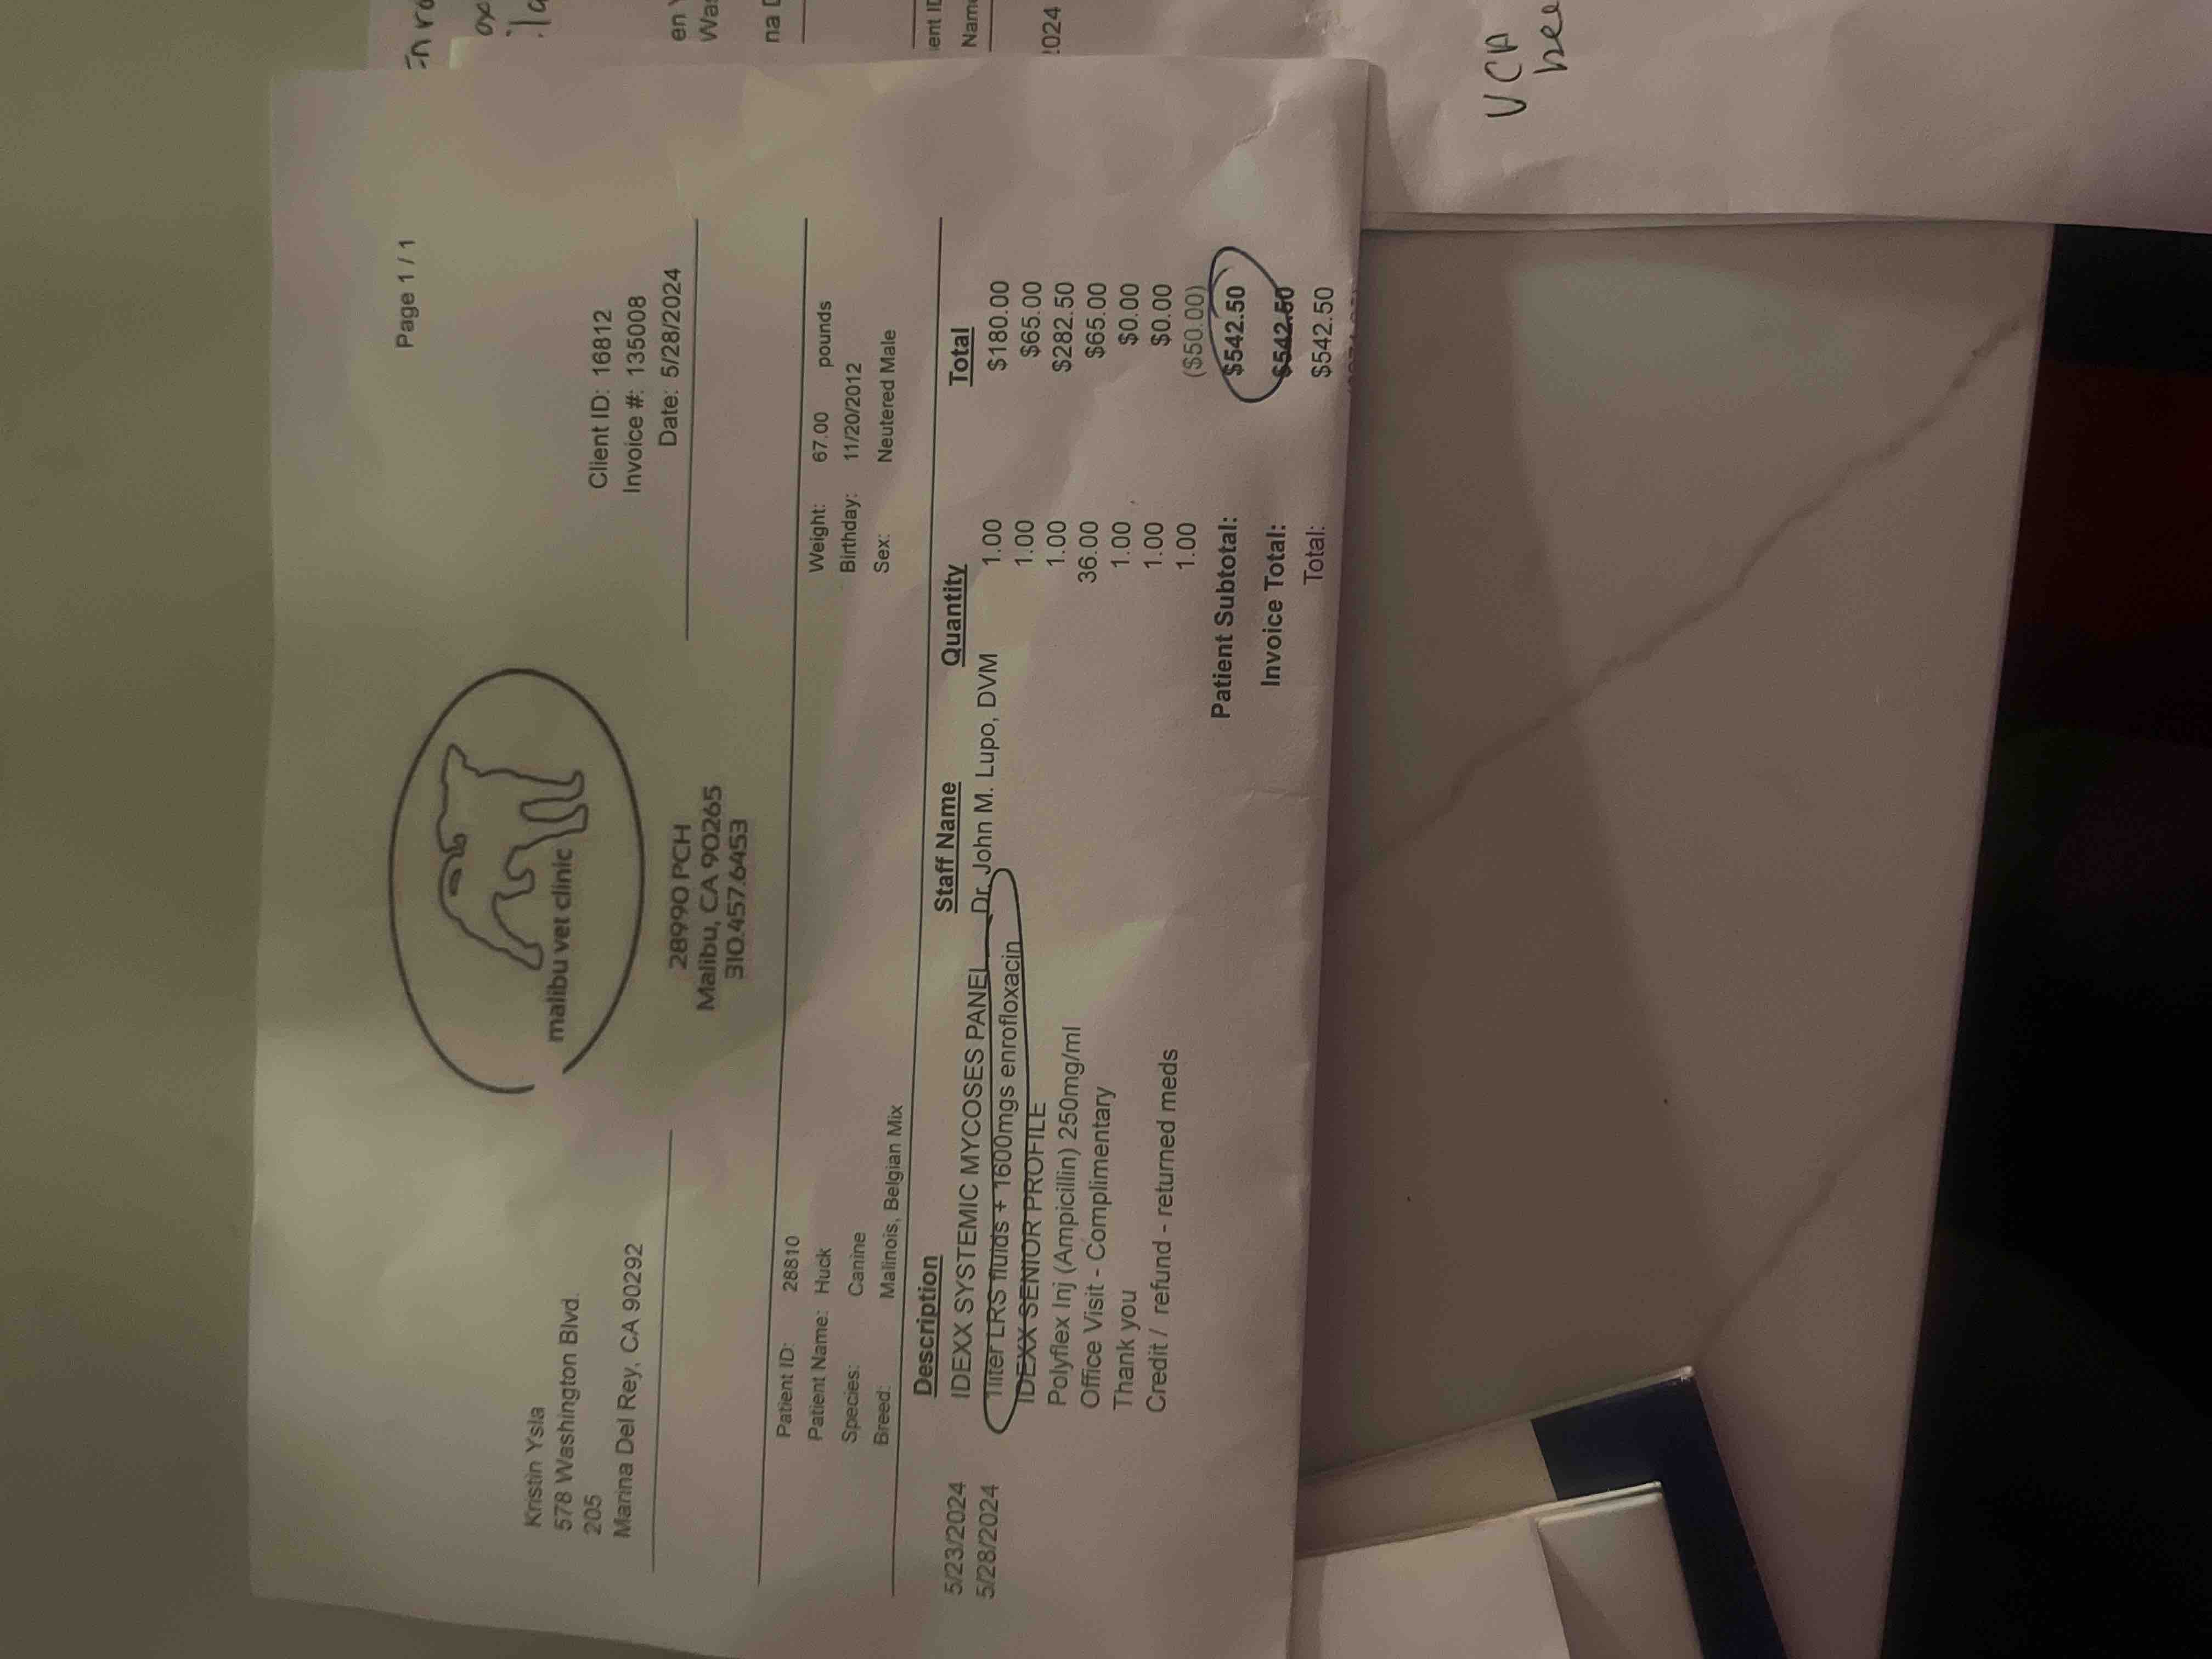 Page 1 / 1
malibu vet clinic
Kristin Ysla
578 Washington Blvd.
205
Marina Del Rey, CA 90292
28990 PCH
Malibu, CA 90265
310.457.6453
Client ID: 16812
Invoice #: 135008
Date: 5/28/2024
Patient ID: 28810
Patient Name: Huck
Species: Canine
Breed: Malinois, Belgian Mix
Weight: 67.00 pounds
Birthday: 11/20/2012
Sex: Neutered Male
Description Staff Name Quantity Total
5/23/2024 IDEXX SYSTEMIC MYCOSES PANEL Dr. John M. Lupo, DVM 1.00 $180.00
5/28/2024 1liter LRS fluids + 1600mgs enrofloxacin 1.00 $65.00
IDEXX SENIOR PROFILE 1.00 $282.50
Polyflex Inj (Ampicillin) 250mg/ml 36.00 $65.00
Office Visit - Complimentary 1.00 $0.00
Thank you 1.00 $0.00
Credit / refund - returned meds 1.00 ($50.00)
Patient Subtotal: $542.50
Invoice Total: $542.50
Total: $542.50
en
na
ient ID
Name
2024
VCA